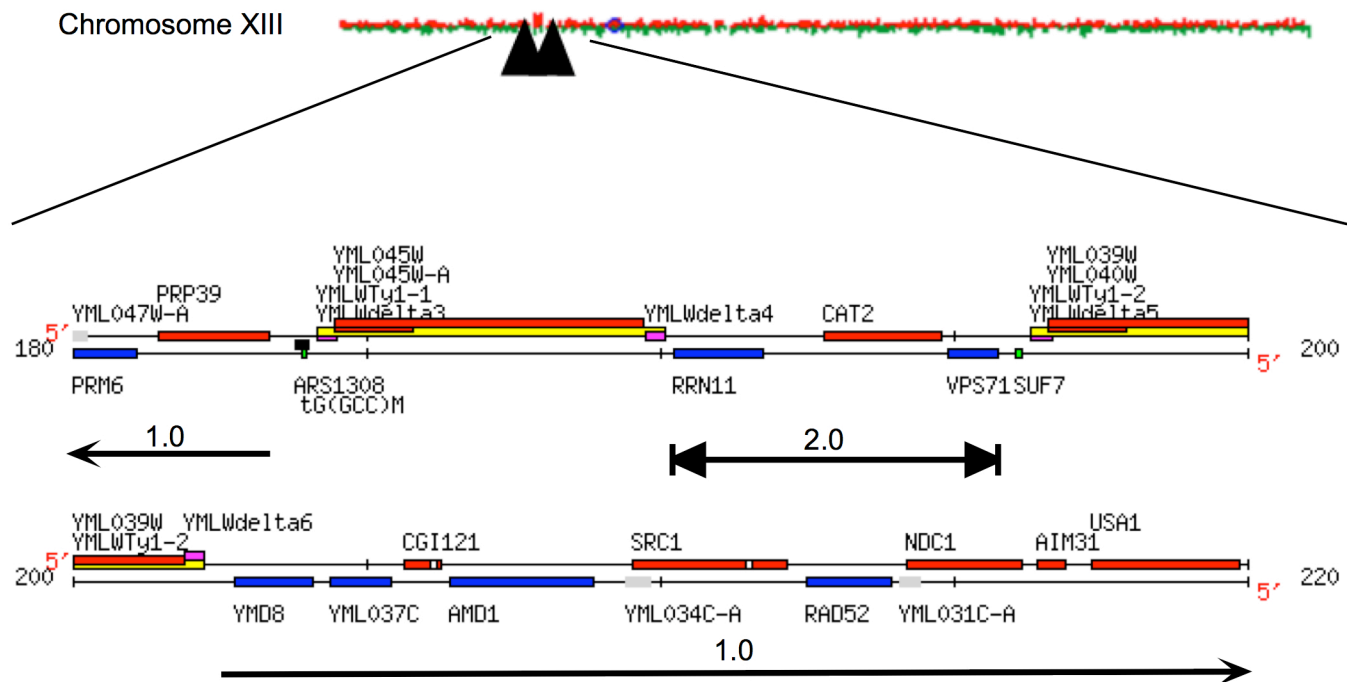 Chromosome XIII
YML045W YML039W
YML045W-A YML040W
PRP39 YMLWTy1-1 YMLWTy1-2
YML047W-A YMLWdelta3 YMLWdelta4 CAT2 YMLWdelta5
5′
180 200
5′
PRM6 ARS1308 RRN11 VPS71 SUF7
tG(GCC)M
1.0 2.0
YML039W YMLWdelta6 USA1
YMLWTy1-2 CGI121 SRC1 NDC1 AIM31
5′
200 220
5′
YMD8 YML037C AMD1 YML034C-A RAD52 YML031C-A
1.0